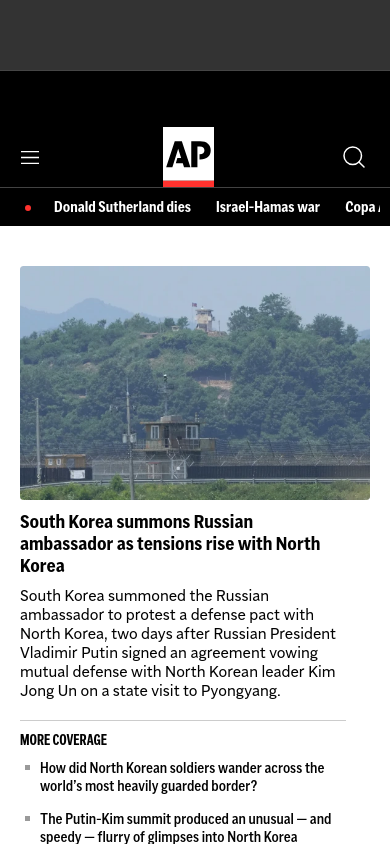 AP
Donald Sutherland dies Israel-Hamas war Copa
South Korea summons Russian
ambassador as tensions rise with North
Korea
South Korea summoned the Russian
ambassador to protest a defense pact with
North Korea, two days after Russian President
Vladimir Putin signed an agreement vowing
mutual defense with North Korean leader Kim
Jong Un on a state visit to Pyongyang.
MORE COVERAGE
How did North Korean soldiers wander across the
world’s most heavily guarded border?
The Putin-Kim summit produced an unusual — and
speedy — flurry of glimpses into North Korea